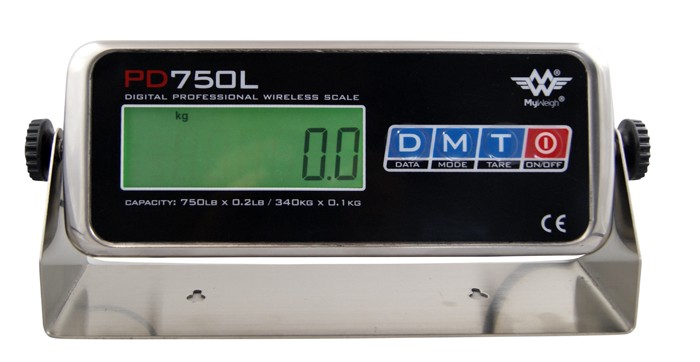 PD750L
DIGITAL PROFESSIONAL WIRELESS SCALE
MyWeigh®
kg
0.0
D M T
DATA MODE TARE ON/OFF
CAPACITY: 750LB X 0.2LB / 340KG X 0.1KG
CE